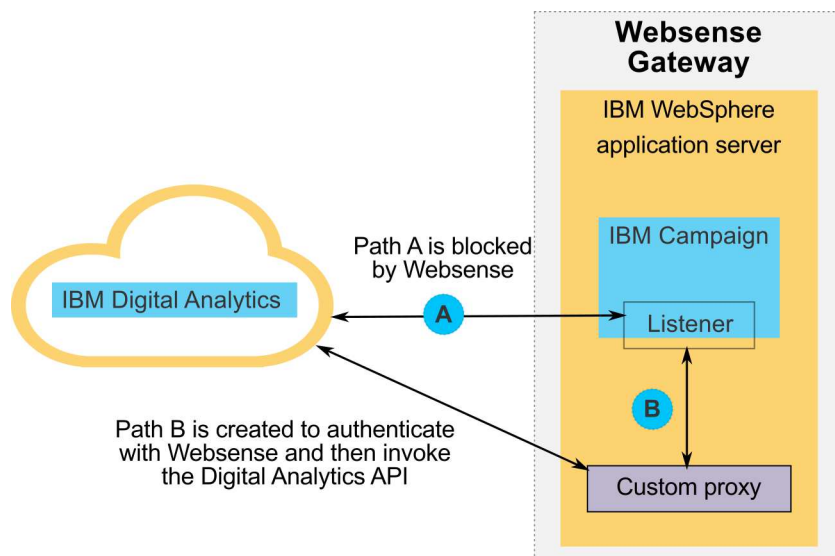 Websense
Gateway
IBM WebSphere
application server
IBM Campaign
Listener
Path A is blocked
by Websense
IBM Digital Analytics
A
B
Path B is created to authenticate
with Websense and then invoke
the Digital Analytics API
Custom proxy